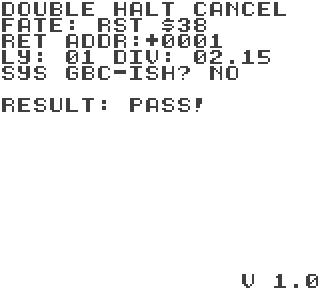 DOUBLE HALT CANCEL
FATE: RST $38
RET ADDR:+0001
LY: 01 DIV: 02.15
SYS GBC-ISH? NO
RESULT: PASS!
V 1.0